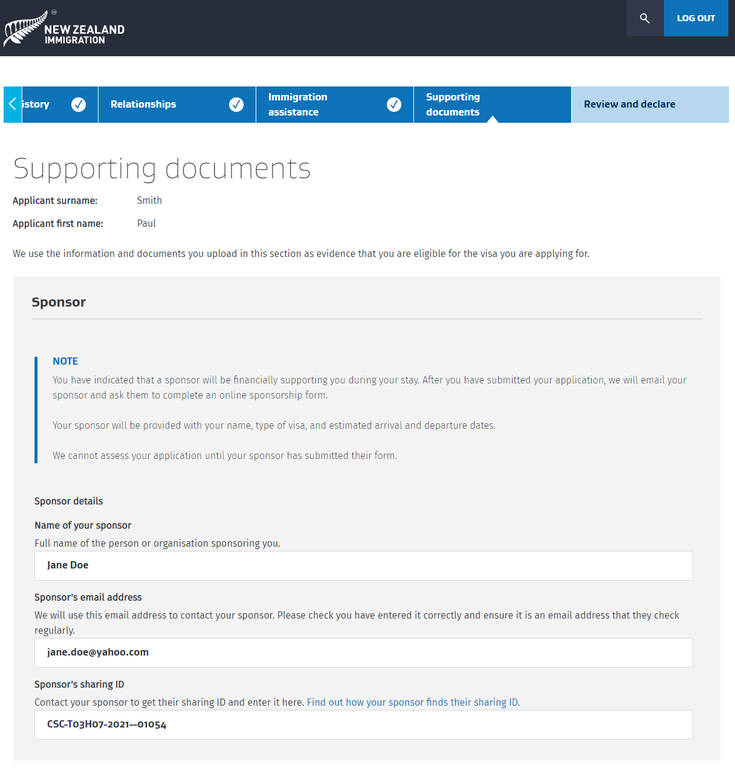 NEW ZEALAND
IMMIGRATION
LOG OUT
istory
Relationships
Immigration
assistance
Supporting
documents
Review and declare
Supporting documents
Applicant surname: Smith
Applicant first name: Paul
We use the information and documents you upload in this section as evidence that you are eligible for the visa you are applying for.
Sponsor
NOTE
You have indicated that a sponsor will be financially supporting you during your stay. After you have submitted your application, we will email your
sponsor and ask them to complete an online sponsorship form.
Your sponsor will be provided with your name, type of visa, and estimated arrival and departure dates.
We cannot assess your application until your sponsor has submitted their form.
Sponsor details
Name of your sponsor
Full name of the person or organisation sponsoring you.
Jane Doe
Sponsor's email address
We will use this email address to contact your sponsor. Please check you have entered it correctly and ensure it is an email address that they check
regularly.
jane.doe@yahoo.com
Sponsor's sharing ID
Contact your sponsor to get their sharing ID and enter it here. Find out how your sponsor finds their sharing ID.
CSC-T03H07-2021--01054